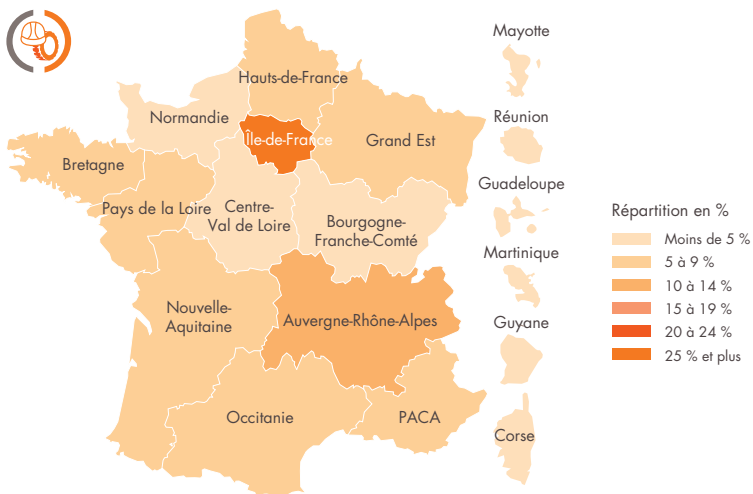 Mayotte
Hauts-de-France
Normandie
Réunion
Île-de-France
Grand Est
Bretagne
Guadeloupe
Pays de la Loire
Centre-
Val de Loire
Bourgogne-
Franche-Comté
Répartition en %
Moins de 5 %
5 à 9 %
10 à 14 %
15 à 19 %
20 à 24 %
25 % et plus
Martinique
Nouvelle-
Aquitaine
Auvergne-Rhône-Alpes
Guyane
Occitanie
PACA
Corse